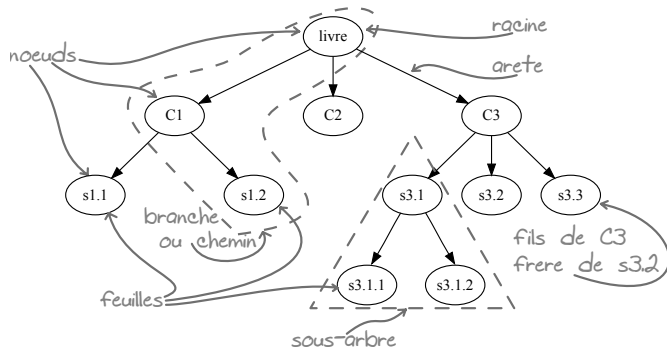 livre
racine
noeuds
arete
C1
C2
C3
s1.1
s1.2
s3.1
s3.2
s3.3
branche
ou chemin
fils de C3
frere de s3.2
s3.1.1
s3.1.2
feuilles
sous-arbre